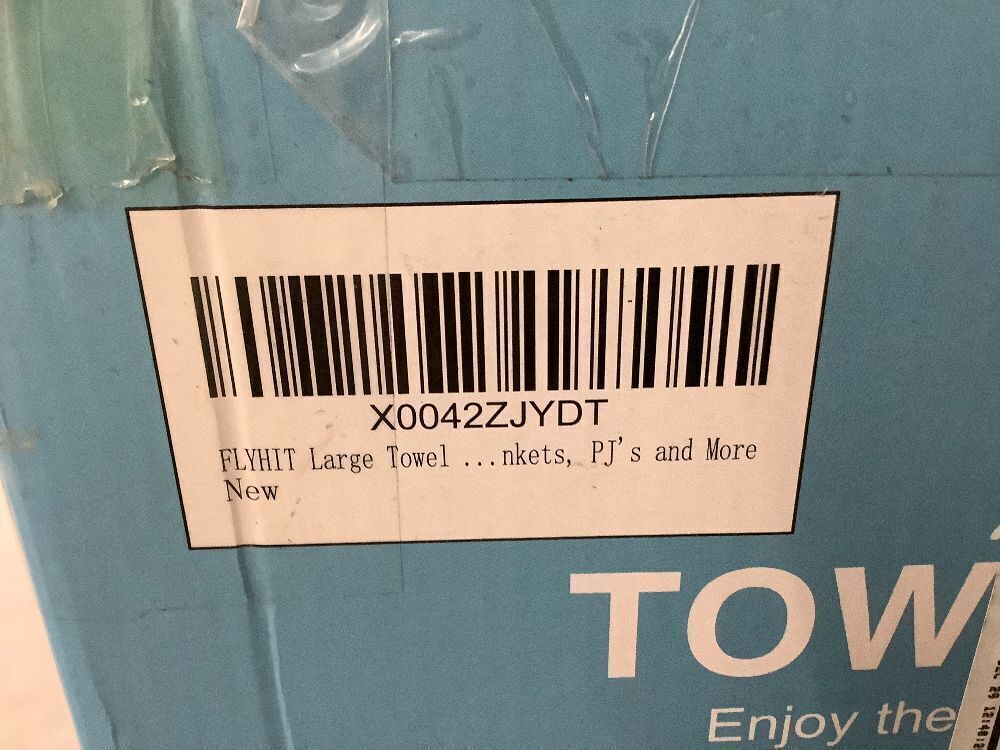 X0042ZJYDT
FLYHIT Large Towel ...nkets, PJ's and More
New
TOW
Enjoy the